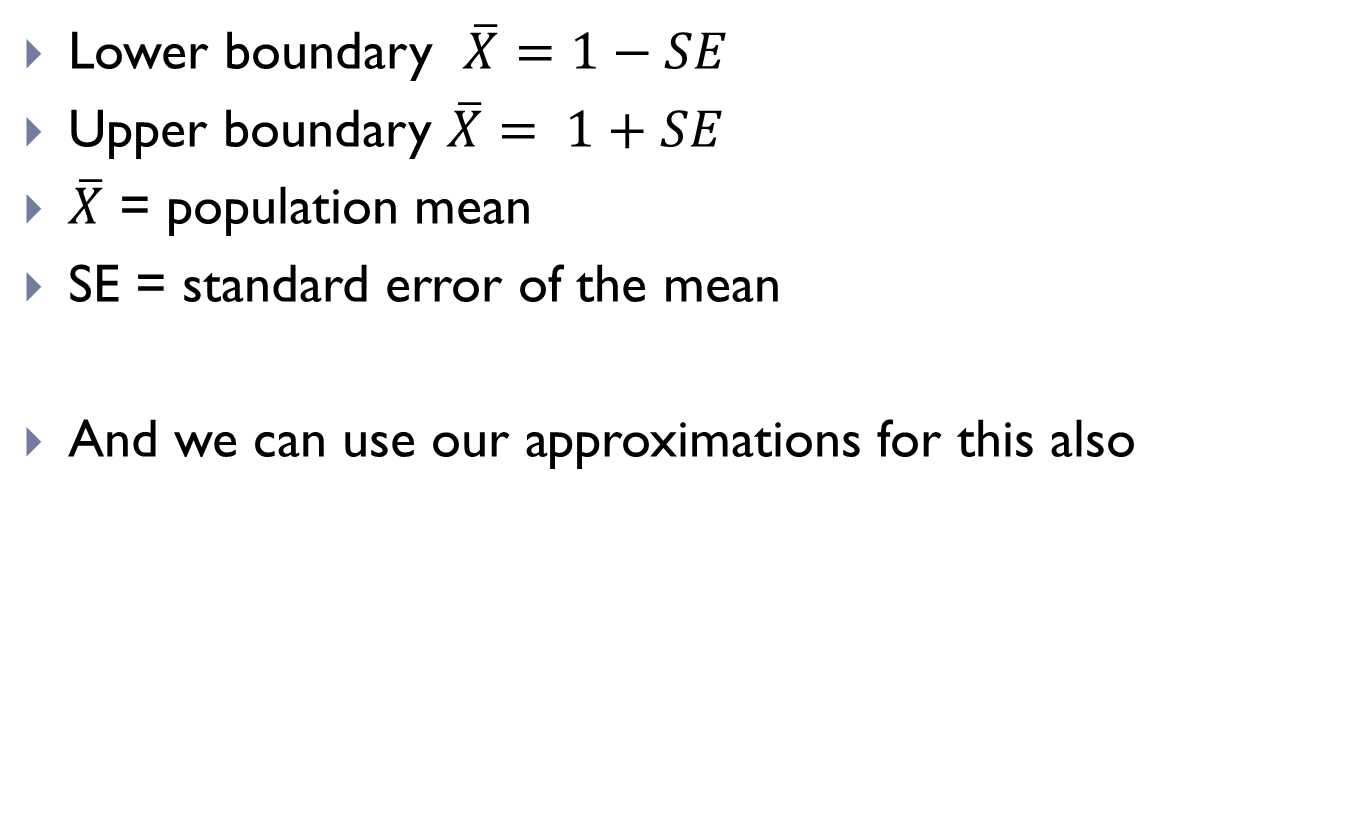 Lower boundary X̄ = 1 − SE
Upper boundary X̄ = 1 + SE
X̄ = population mean
SE = standard error of the mean
And we can use our approximations for this also